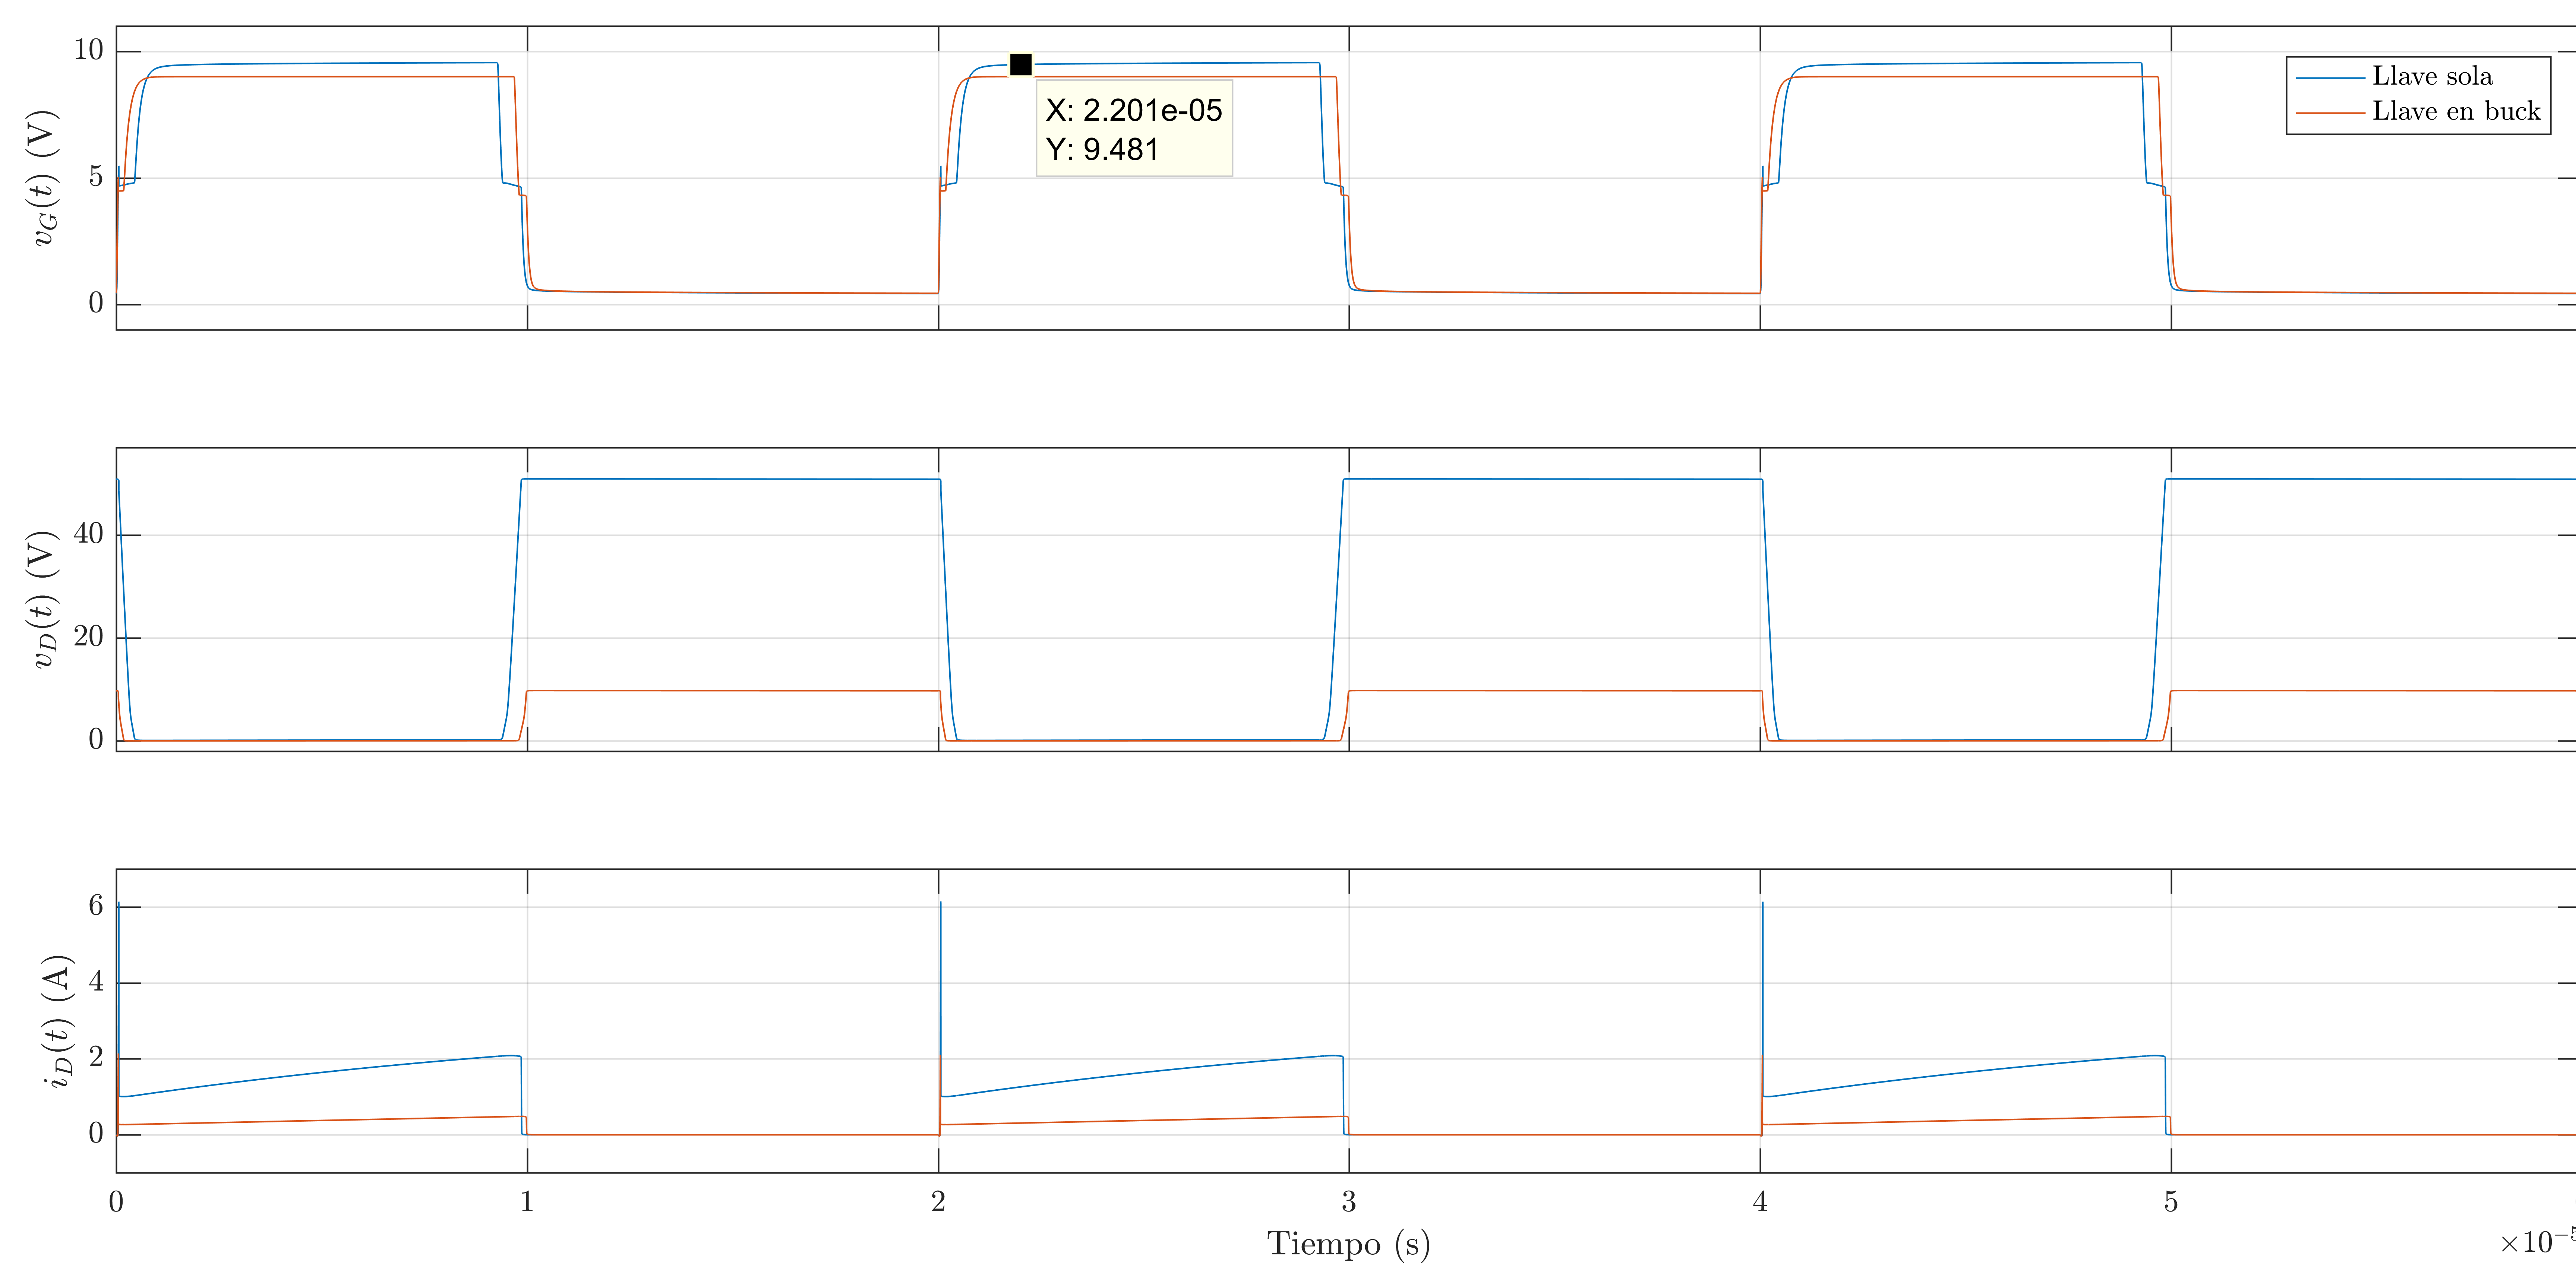 10
5
0
v_G(t) (V)
X: 2.201e-05
Y: 9.481
Llave sola
Llave en buck
40
20
0
v_D(t) (V)
6
4
2
0
i_D(t) (A)
0 1 2 3 4 5
Tiempo (s)
×10⁻⁵